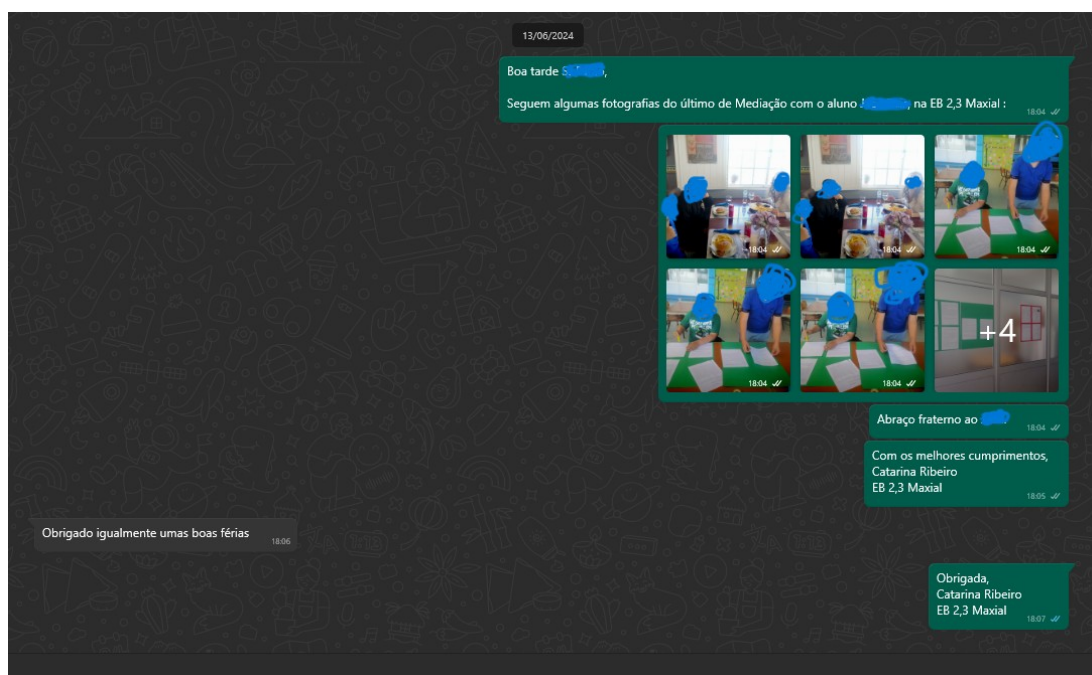 13/06/2024
Boa tarde
Seguem algumas fotografias do último de Mediação com o aluno , na EB 2,3 Maxial :
18:04
18:04
18:04
18:04
18:04
18:04
+4
Abraço fraterno ao
18:04
Com os melhores cumprimentos,
Catarina Ribeiro
EB 2,3 Maxial
18:05
Obrigado igualmente umas boas férias
18:06
Obrigada,
Catarina Ribeiro
EB 2,3 Maxial
18:07